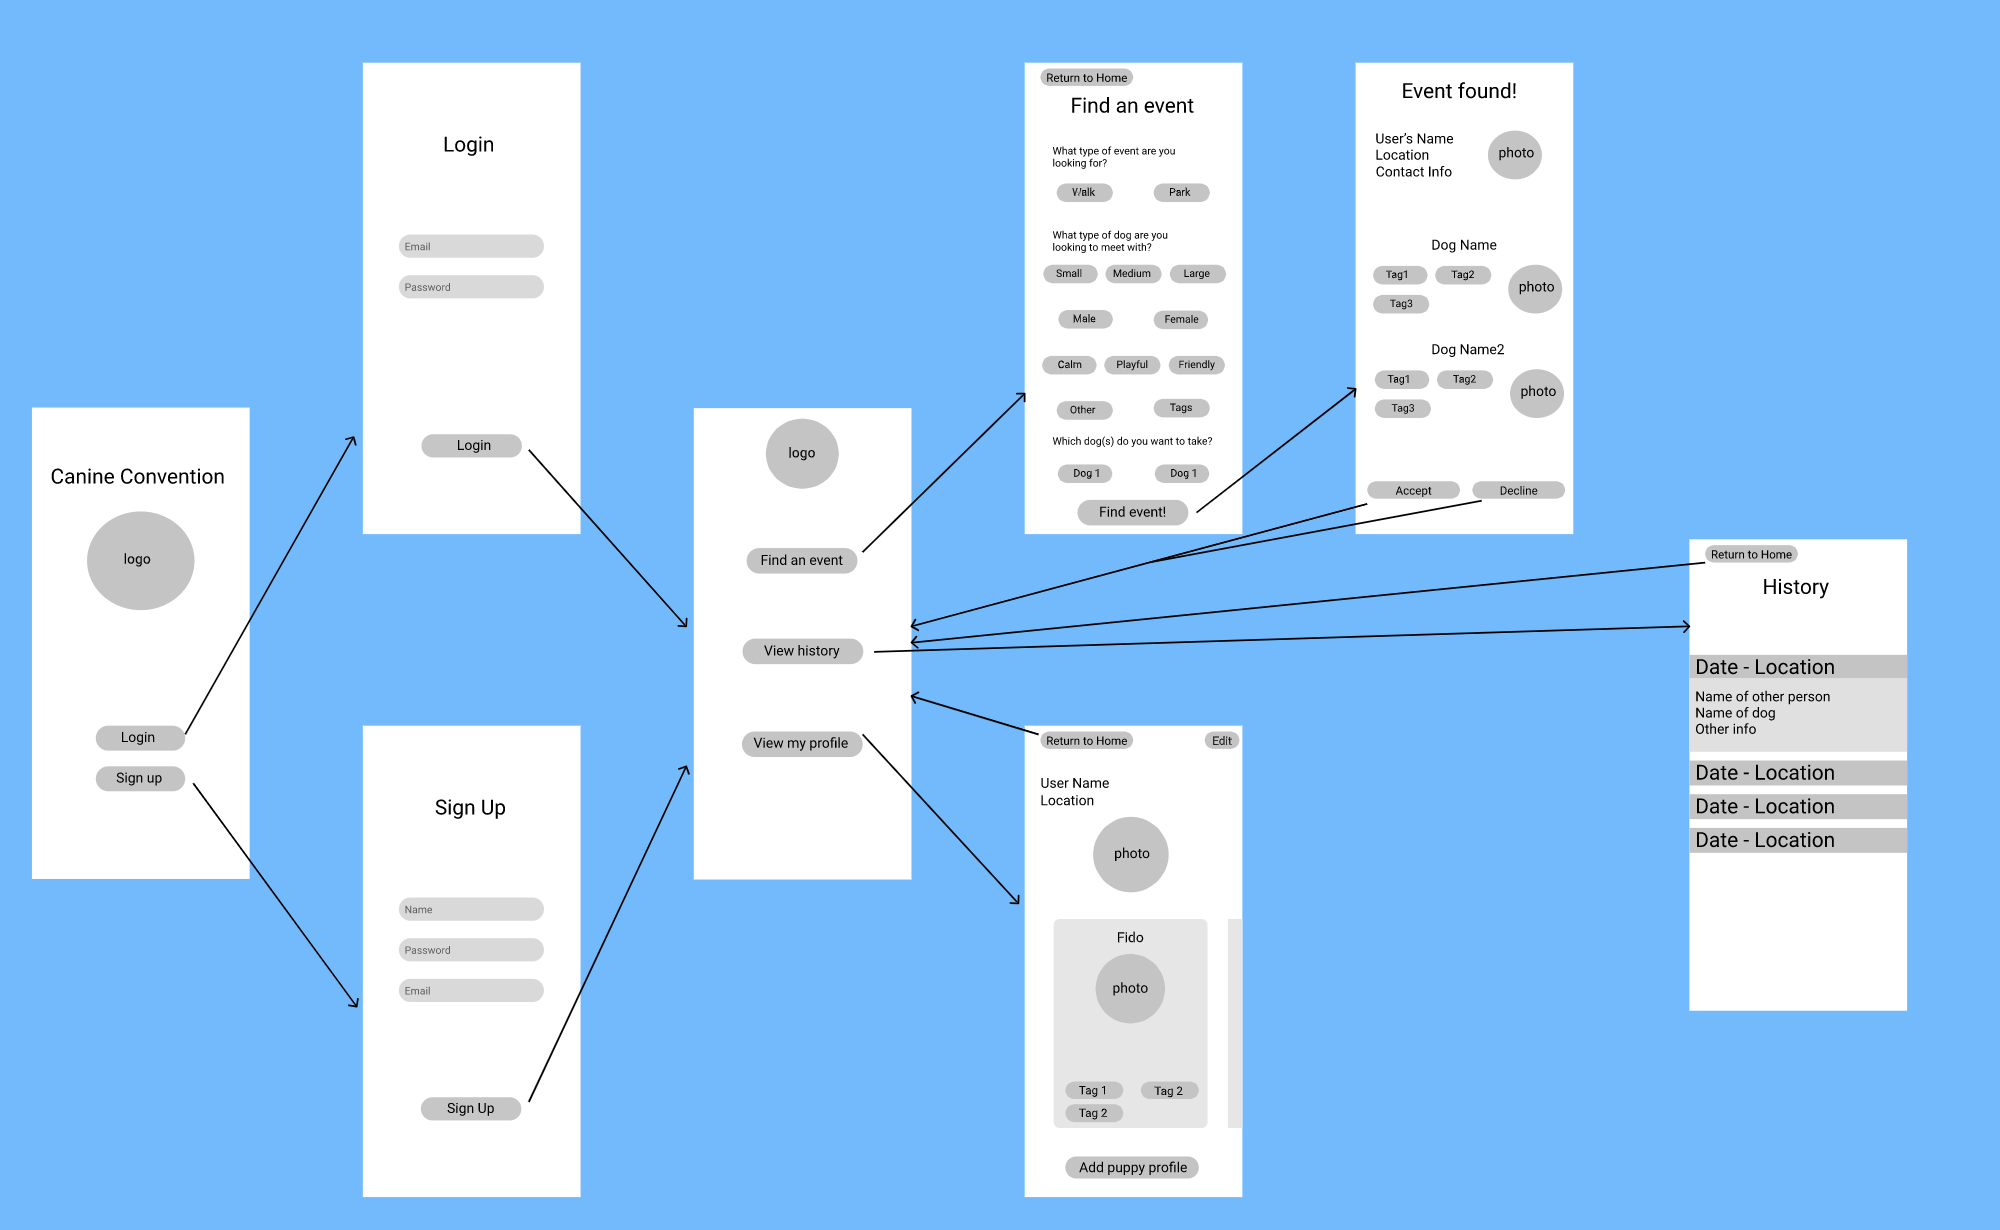 Canine Convention
logo
Login
Sign up
Login
Email
Password
Login
Sign Up
Name
Password
Email
Sign Up
logo
Find an event
View history
View my profile
Return to Home
Find an event
What type of event are you
looking for?
Walk
Park
What type of dog are you
looking to meet with?
Small
Medium
Large
Male
Female
Calm
Playful
Friendly
Other
Tags
Which dog(s) do you want to take?
Dog 1
Dog 1
Find event!
Event found!
User's Name
Location
Contact Info
photo
Dog Name
Tag1
Tag2
Tag3
photo
Dog Name2
Tag1
Tag2
Tag3
photo
Accept
Decline
Return to Home
Edit
User Name
Location
photo
Fido
photo
Tag 1
Tag 2
Tag 2
Add puppy profile
Return to Home
History
Date - Location
Name of other person
Name of dog
Other info
Date - Location
Date - Location
Date - Location